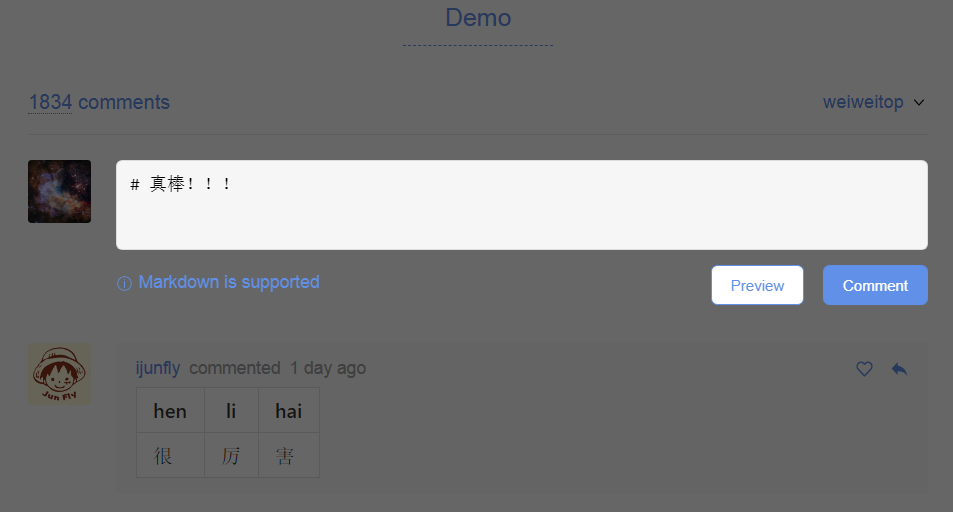 Demo
1834 comments
weiweitop
# 真棒！！！
Markdown is supported
Preview
Comment
Jun Fly
ijunfly commented 1 day ago
hen li hai
很 厉 害